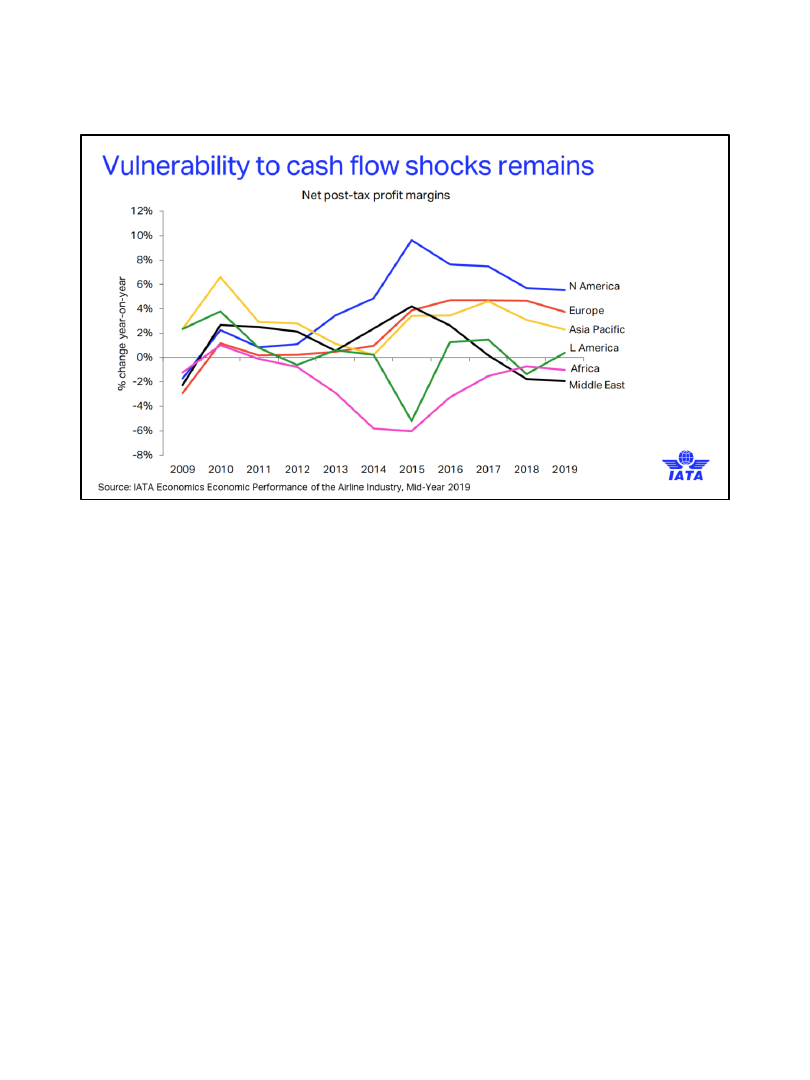 Vulnerability to cash flow shocks remains
Net post-tax profit margins
12%
10%
8%
6%
4%
2%
0%
-2%
-4%
-6%
-8%
% change year-on-year
N America
Europe
Asia Pacific
L America
Africa
Middle East
2009 2010 2011 2012 2013 2014 2015 2016 2017 2018 2019
Source: IATA Economics Economic Performance of the Airline Industry, Mid-Year 2019
IATA